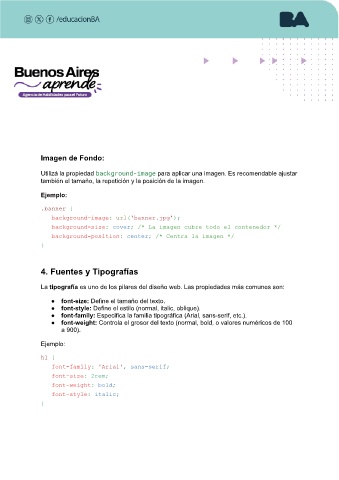 /educacionBA
BA
Buenos Aires
aprende
Agencia de Habilidades para el Futuro
Imagen de Fondo:
Utilizá la propiedad background-image para aplicar una imagen. Es recomendable ajustar
también el tamaño, la repetición y la posición de la imagen.
Ejemplo:
.banner {
background-image: url('banner.jpg');
background-size: cover; /* La imagen cubre todo el contenedor */
background-position: center; /* Centra la imagen */
}
4. Fuentes y Tipografías
La tipografía es uno de los pilares del diseño web. Las propiedades más comunes son:
● font-size: Define el tamaño del texto.
● font-style: Define el estilo (normal, italic, oblique).
● font-family: Especifica la familia tipográfica (Arial, sans-serif, etc.).
● font-weight: Controla el grosor del texto (normal, bold, o valores numéricos de 100
a 900).
Ejemplo:
h1 {
font-family: 'Arial', sans-serif;
font-size: 2rem;
font-weight: bold;
font-style: italic;
}